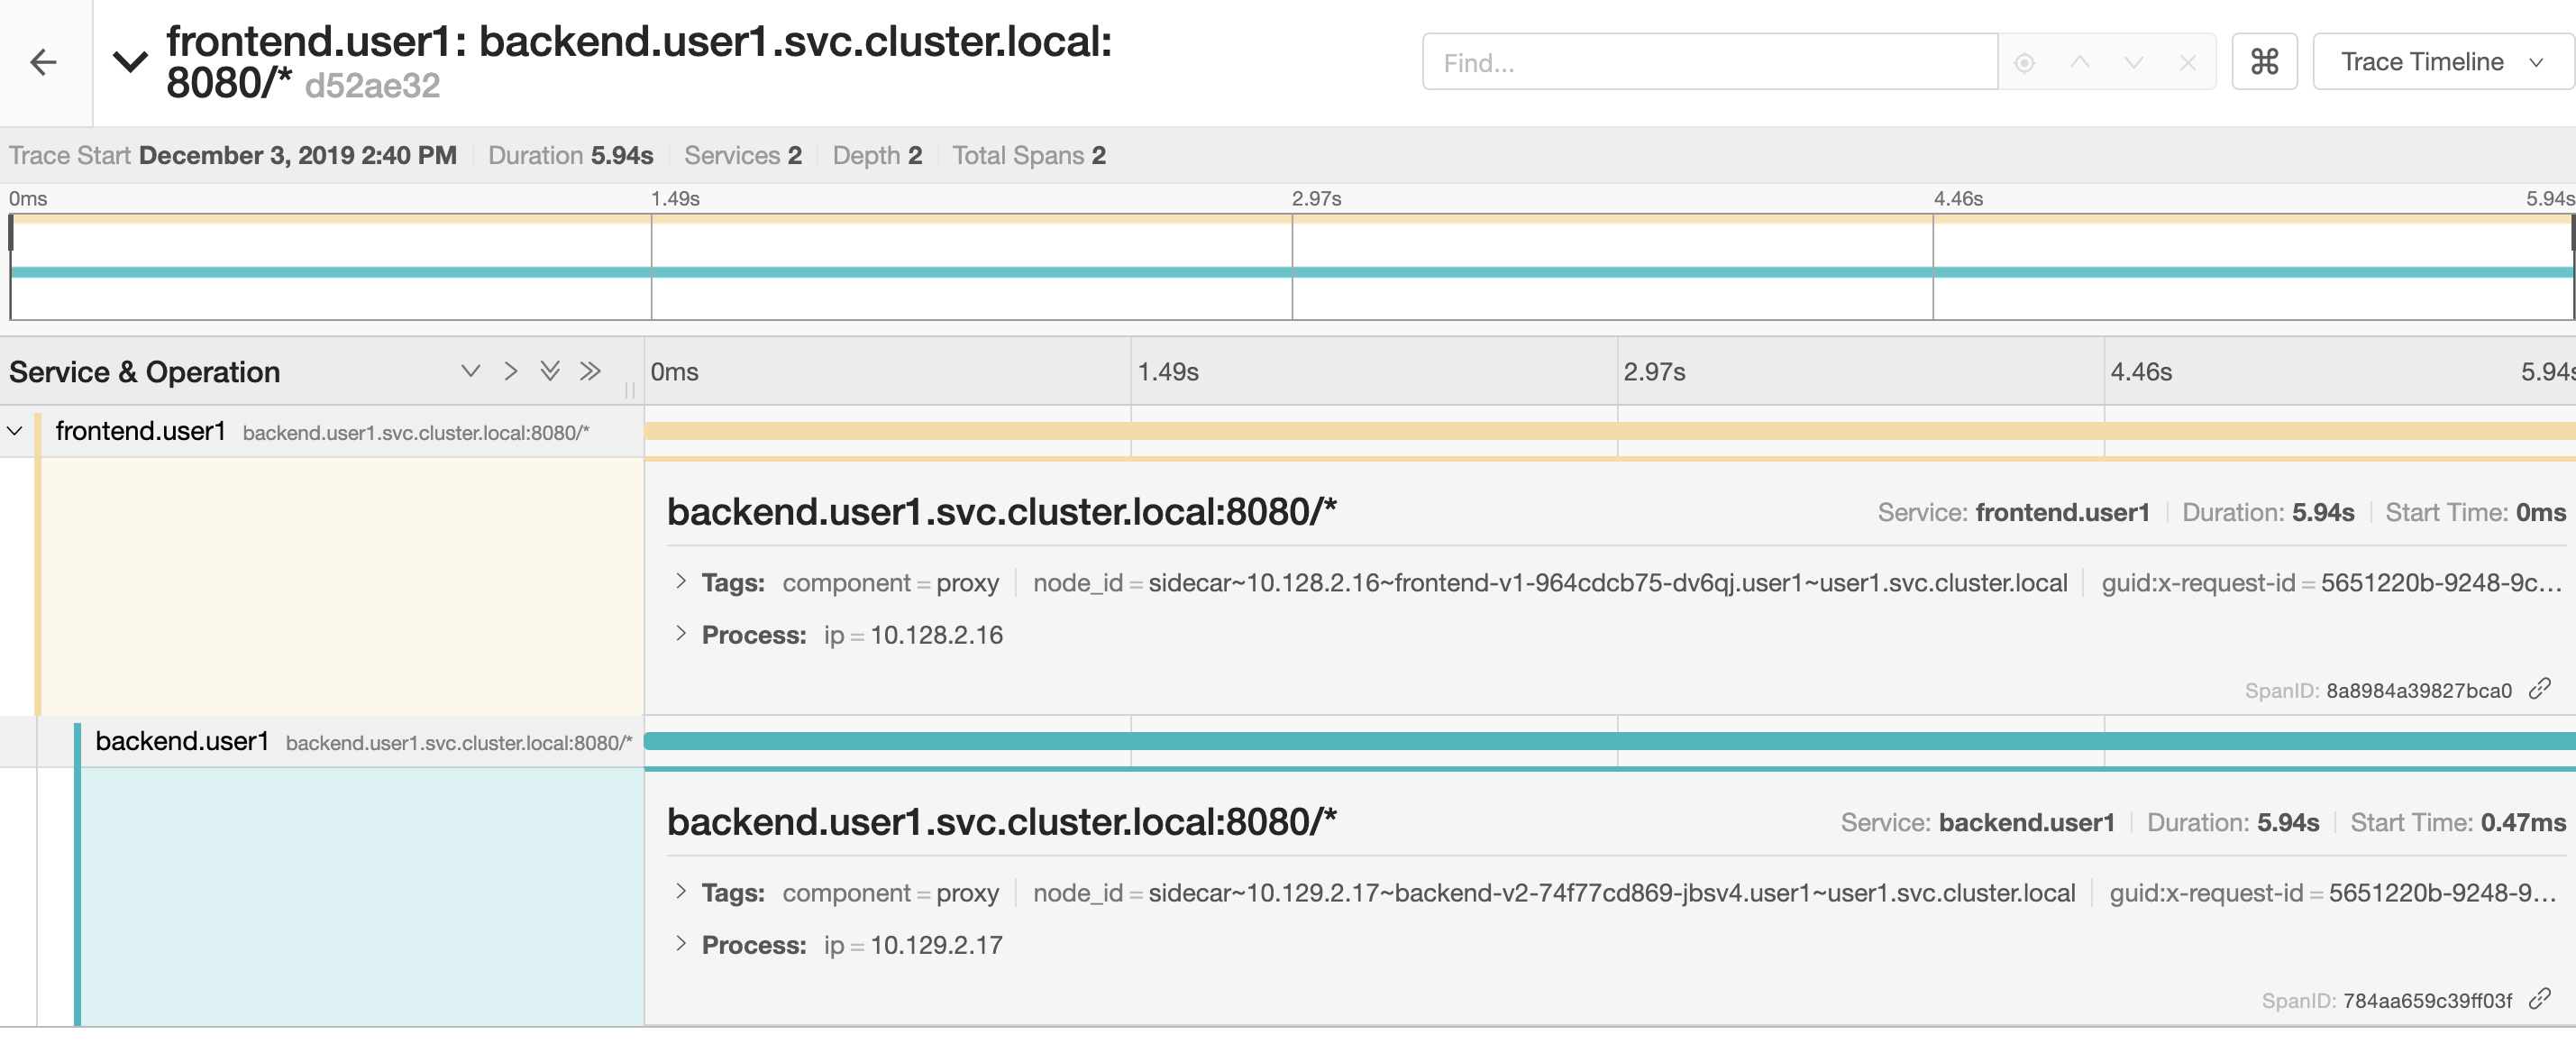 frontend.user1: backend.user1.svc.cluster.local:
8080/* d52ae32
Find...
Trace Timeline
Trace Start December 3, 2019 2:40 PM Duration 5.94s Services 2 Depth 2 Total Spans 2
0ms 1.49s 2.97s 4.46s 5.94s
Service & Operation 0ms 1.49s 2.97s 4.46s 5.94s
frontend.user1 backend.user1.svc.cluster.local:8080/*
backend.user1.svc.cluster.local:8080/* Service: frontend.user1 Duration: 5.94s Start Time: 0ms
Tags: component = proxy node_id = sidecar~10.128.2.16~frontend-v1-964cdcb75-dv6qj.user1~user1.svc.cluster.local guid:x-request-id = 5651220b-9248-9c...
Process: ip = 10.128.2.16
SpanID: 8a8984a39827bca0
backend.user1 backend.user1.svc.cluster.local:8080/*
backend.user1.svc.cluster.local:8080/* Service: backend.user1 Duration: 5.94s Start Time: 0.47ms
Tags: component = proxy node_id = sidecar~10.129.2.17~backend-v2-74f77cd869-jbsv4.user1~user1.svc.cluster.local guid:x-request-id = 5651220b-9248-9...
Process: ip = 10.129.2.17
SpanID: 784aa659c39ff03f